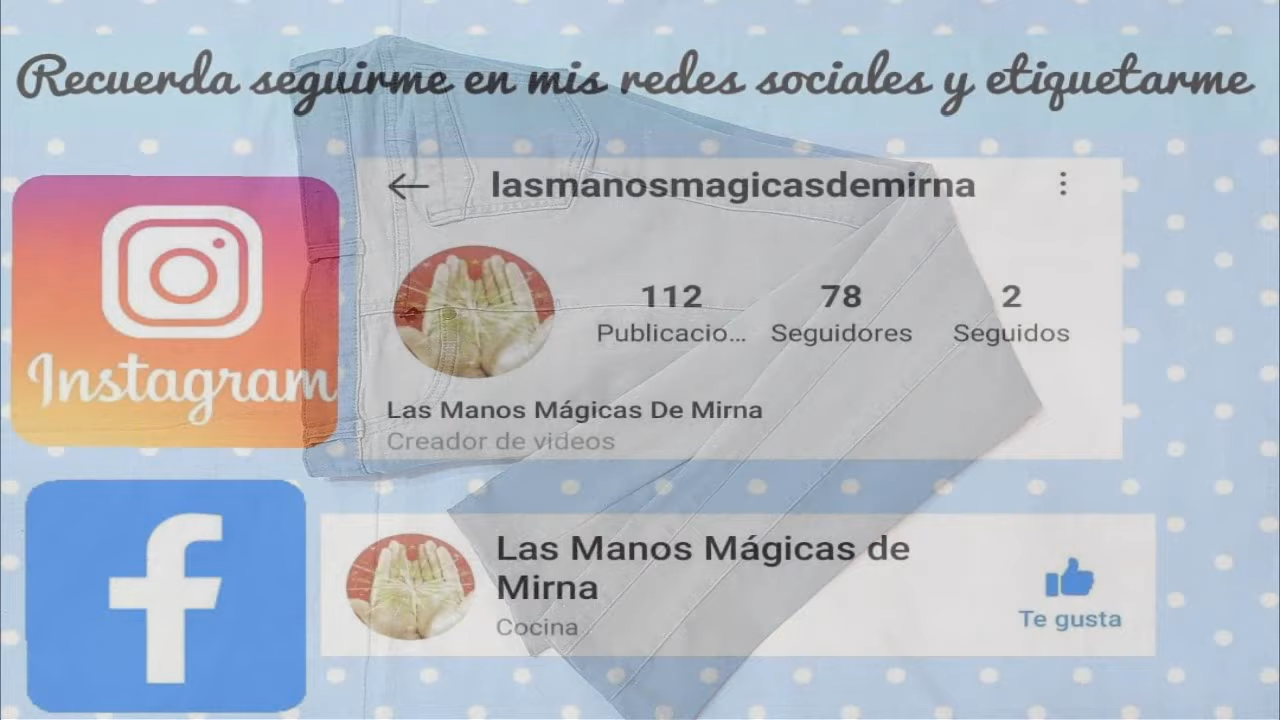 Recuerda seguirme en mis redes sociales y etiquetarme
lasmanosmagicasdemirna
112 78 2
Publicacio... Seguidores Seguidos
Instagram
Las Manos Mágicas De Mirna
Creador de videos
f
Las Manos Mágicas de
Mirna
Cocina
Te gusta